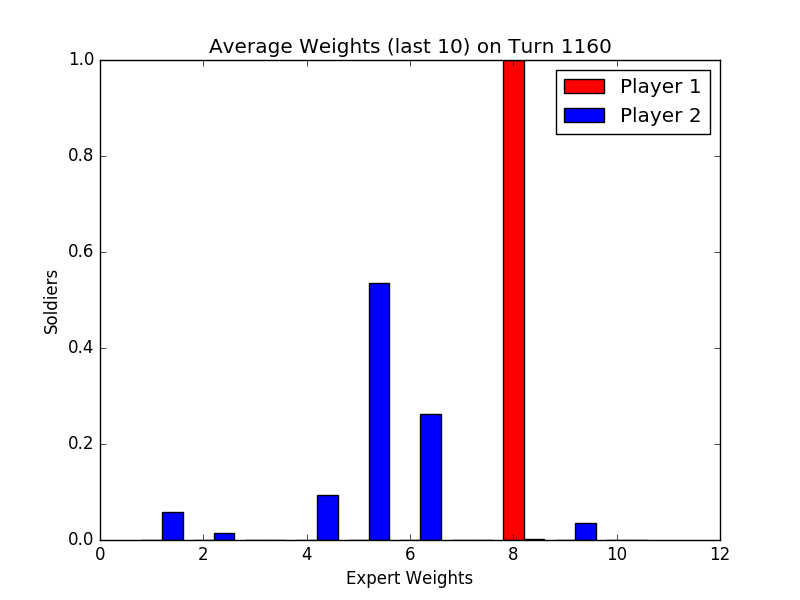 Average Weights (last 10) on Turn 1160
Player 1
Player 2
1.0
0.8
0.6
0.4
0.2
0.0
Soldiers
0 2 4 6 8 10 12
Expert Weights